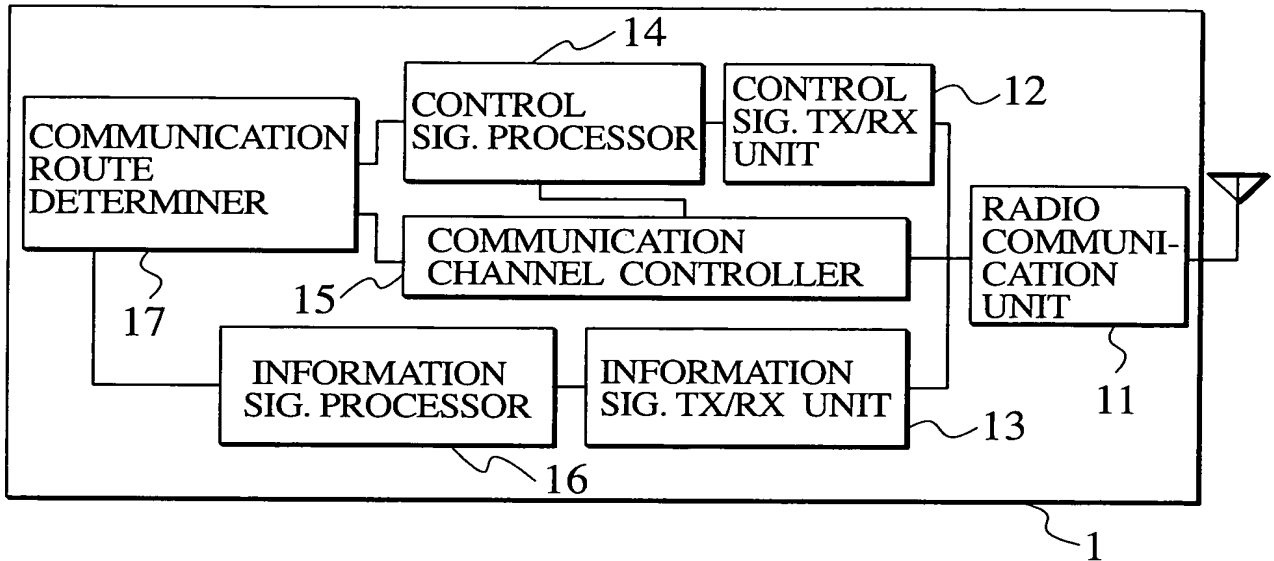 14
CONTROL
SIG. PROCESSOR
CONTROL
SIG. TX/RX
UNIT
12
COMMUNICATION
ROUTE
DETERMINER
17
COMMUNICATION
CHANNEL CONTROLLER
15
RADIO
COMMUNI-
CATION
UNIT
11
INFORMATION
SIG. PROCESSOR
16
INFORMATION
SIG. TX/RX UNIT
13
1